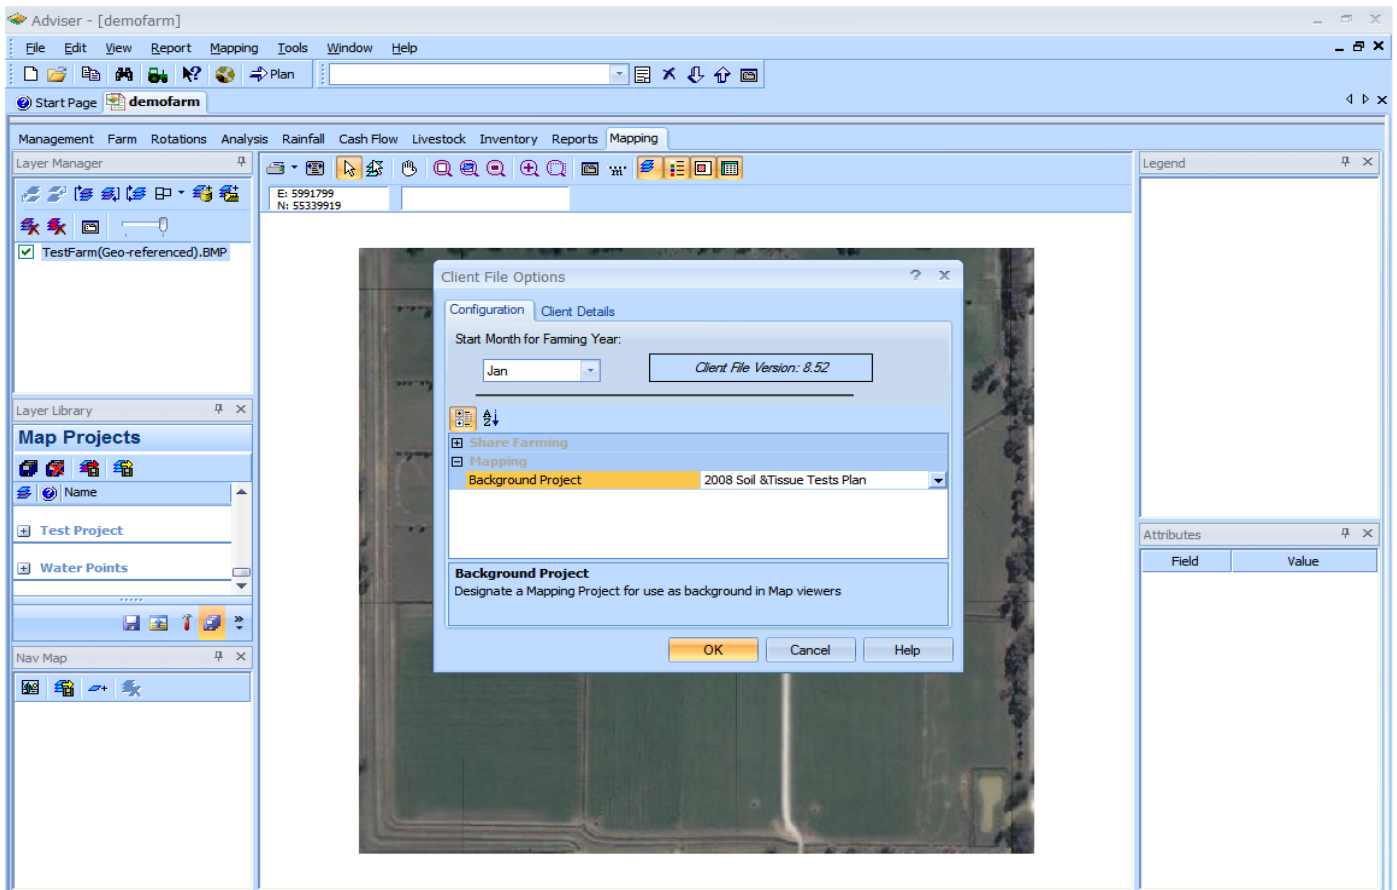 Adviser - [demofarm]
File Edit View Report Mapping Tools Window Help
Plan
Start Page demofarm
Management Farm Rotations Analysis Rainfall Cash Flow Livestock Inventory Reports Mapping
Layer Manager
E: 5991799
N: 55339919
TestFarm(Geo-referenced).BMP
Layer Library
Map Projects
Name
Test Project
Water Points
Nav Map
Client File Options
Configuration Client Details
Start Month for Farming Year:
Jan
Client File Version: 8.52
Share Farming
Mapping
Background Project 2008 Soil &Tissue Tests Plan
Background Project
Designate a Mapping Project for use as background in Map viewers
OK Cancel Help
Legend
Attributes
Field Value